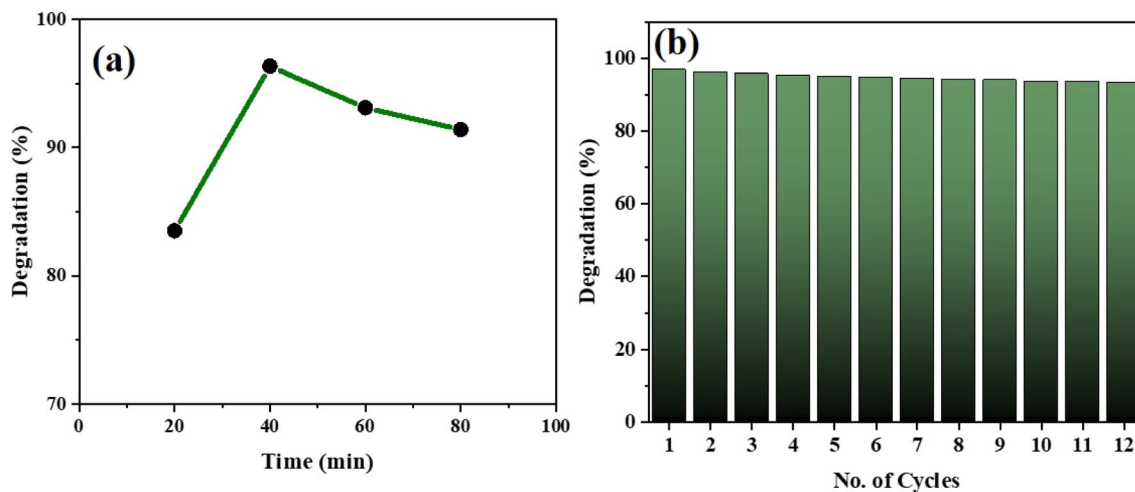 (a)
Degradation (%)
100
90
80
70
0 20 40 60 80 100
Time (min)
(b)
Degradation (%)
100
80
60
40
20
0
1 2 3 4 5 6 7 8 9 10 11 12
No. of Cycles